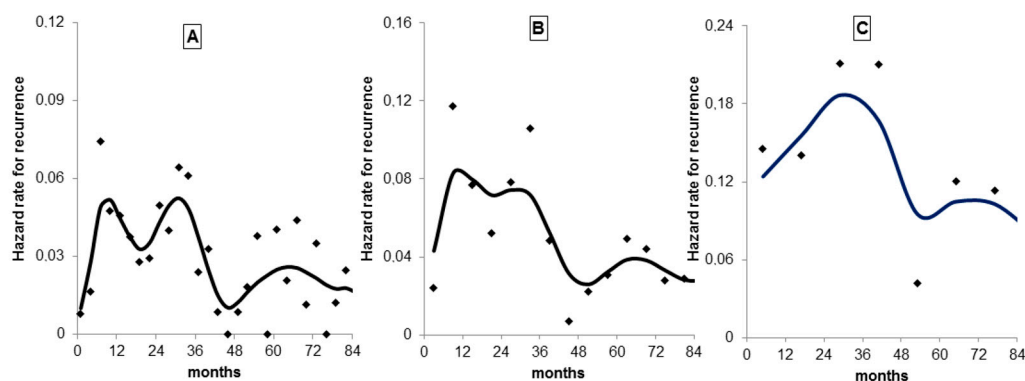 A
Hazard rate for recurrence
0.12
0.09
0.06
0.03
0
0 12 24 36 48 60 72 84
months
B
Hazard rate for recurrence
0.16
0.12
0.08
0.04
0
0 12 24 36 48 60 72 84
months
C
Hazard rate for recurrence
0.24
0.18
0.12
0.06
0
0 12 24 36 48 60 72 84
months